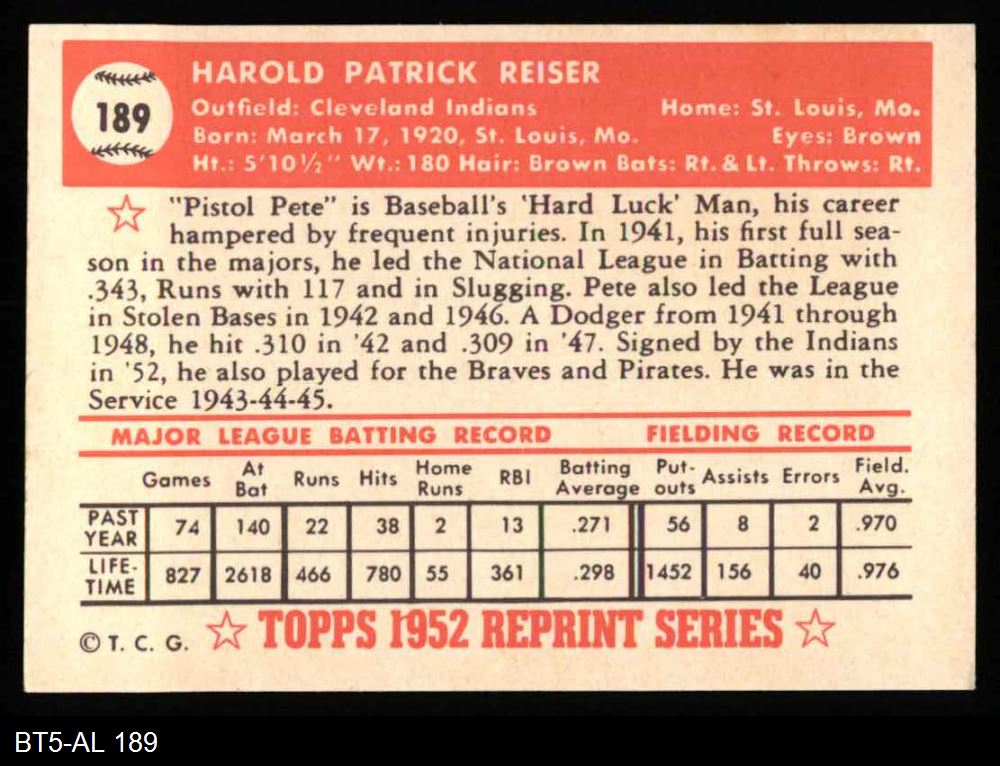 189
HAROLD PATRICK REISER
Outfield: Cleveland Indians Home: St. Louis, Mo.
Born: March 17, 1920, St. Louis, Mo. Eyes: Brown
Ht.: 5'10½" Wt.: 180 Hair: Brown Bats: Rt. & Lt. Throws: Rt.
"Pistol Pete" is Baseball's 'Hard Luck' Man, his career
hampered by frequent injuries. In 1941, his first full sea-
son in the majors, he led the National League in Batting with
.343, Runs with 117 and in Slugging. Pete also led the League
in Stolen Bases in 1942 and 1946. A Dodger from 1941 through
1948, he hit .310 in '42 and .309 in '47. Signed by the Indians
in '52, he also played for the Braves and Pirates. He was in the
Service 1943-44-45.
MAJOR LEAGUE BATTING RECORD FIELDING RECORD
Games At Bat Runs Hits Home Runs RBI Batting Average Put-outs Assists Errors Field. Avg.
PAST YEAR 74 140 22 38 2 13 .271 56 8 2 .970
LIFE-TIME 827 2618 466 780 55 361 .298 1452 156 40 .976
© T. C. G. ☆ TOPPS 1952 REPRINT SERIES ☆
BT5-AL 189